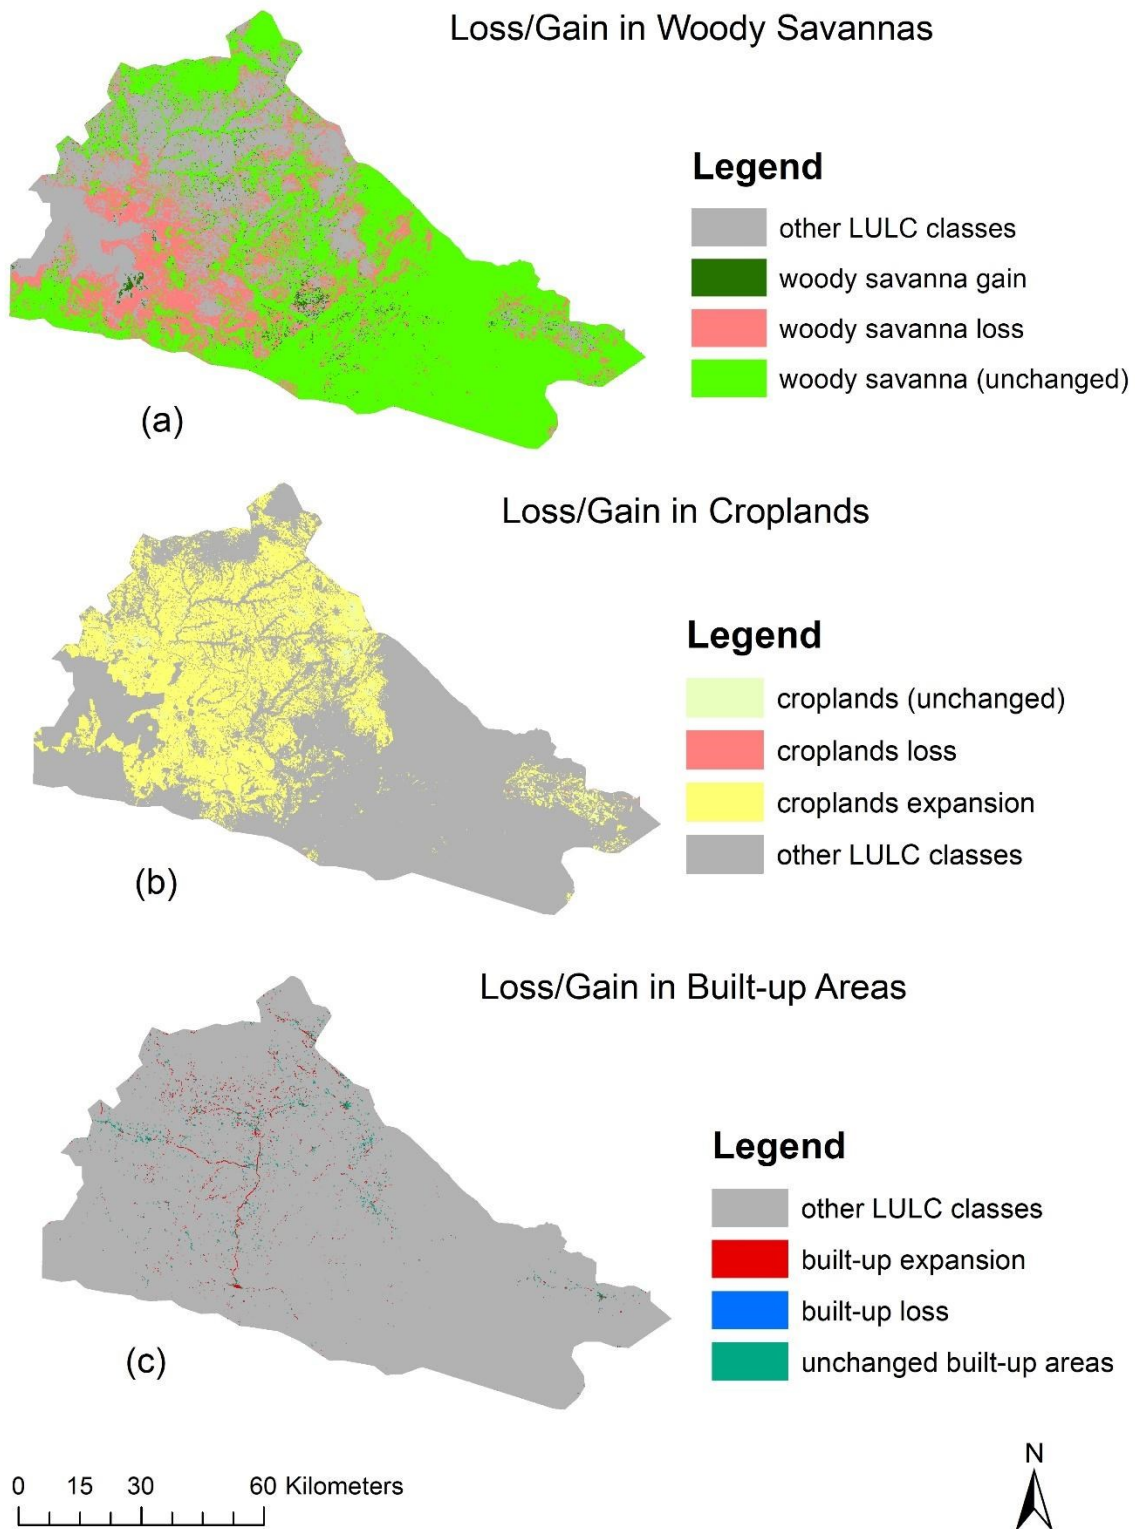 Loss/Gain in Woody Savannas
Legend
other LULC classes
woody savanna gain
woody savanna loss
woody savanna (unchanged)
(a)
Loss/Gain in Croplands
Legend
croplands (unchanged)
croplands loss
croplands expansion
other LULC classes
(b)
Loss/Gain in Built-up Areas
Legend
other LULC classes
built-up expansion
built-up loss
unchanged built-up areas
(c)
N
0 15 30 60 Kilometers